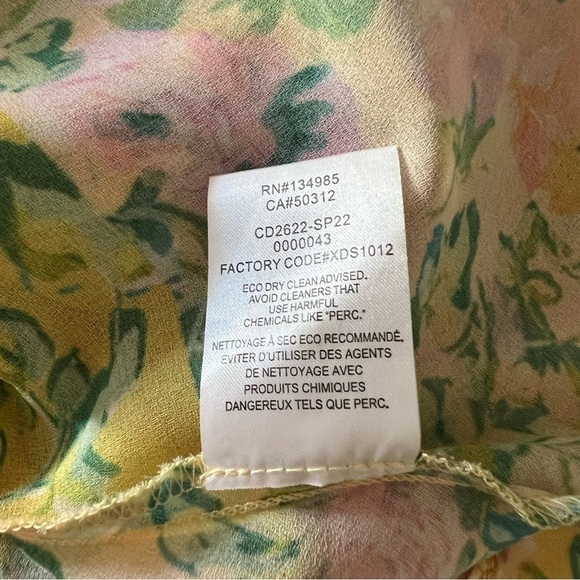 RN#134985
CA#50312
CD2622-SP22
0000043
FACTORY CODE#XDS1012
ECO DRY CLEAN ADVISED.
AVOID CLEANERS THAT
USE HARMFUL
CHEMICALS LIKE "PERC."
NETTOYAGE À SEC ECO RECOMMANDÉ.
EVITER D'UTILISER DES AGENTS
DE NETTOYAGE AVEC
PRODUITS CHIMIQUES
DANGEREUX TELS QUE PERC.